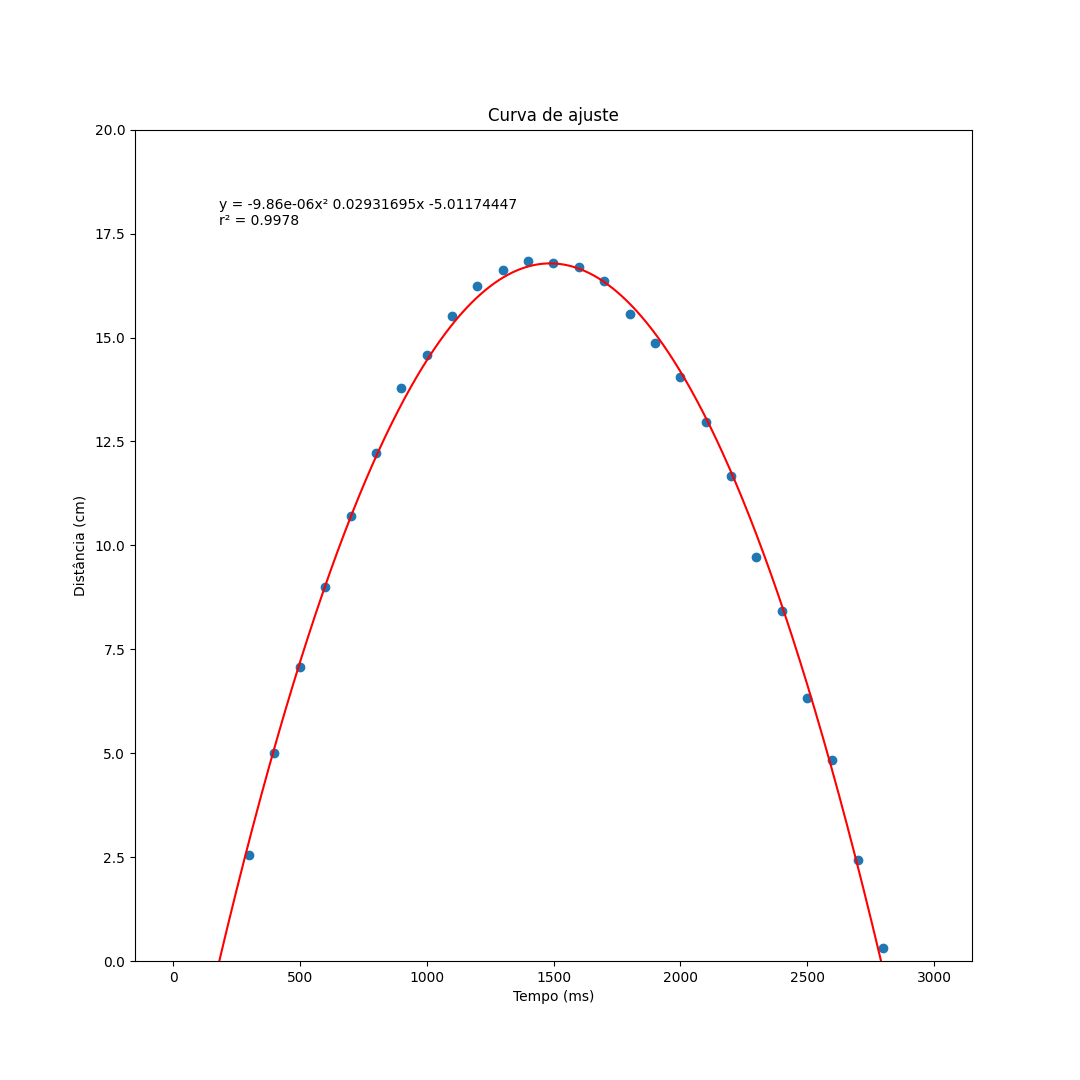 Curva de ajuste
y = -9.86e-06x² 0.02931695x -5.01174447
r² = 0.9978
20.0
17.5
15.0
12.5
10.0
7.5
5.0
2.5
0.0
Distância (cm)
0 500 1000 1500 2000 2500 3000
Tempo (ms)